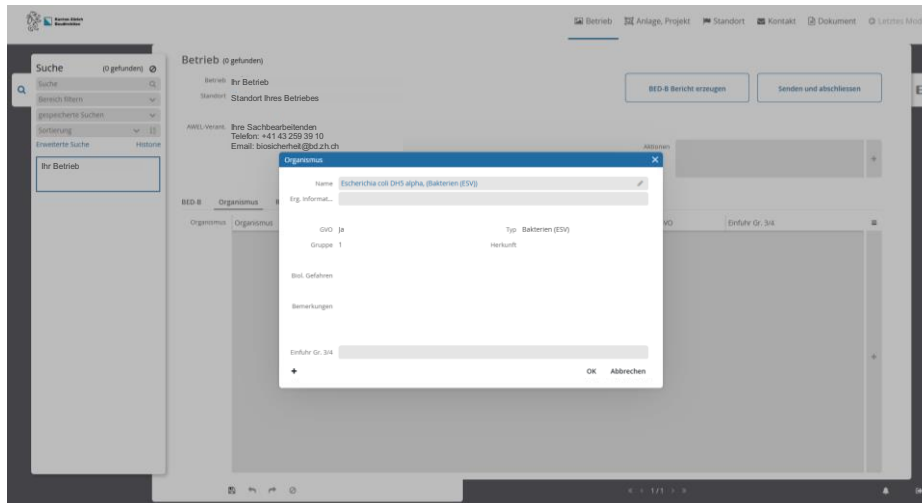 Kanton Zürich
Baudirektion
Betrieb
Anlage, Projekt
Standort
Kontakt
Dokument
Suche
(0 gefunden)
Suche
Bereich filtern
gespeicherte Suchen
Sortierung
Erweiterte Suche
Historie
Ihr Betrieb
Betrieb (0 gefunden)
Betrieb Ihr Betrieb
Standort Standort Ihres Betriebes
AWEL-Verant. Ihre Sachbearbeitenden
Telefon: +41 43 259 39 10
Email: biosicherheit@bd.zh.ch
BED-B Bericht erzeugen
Senden und abschliessen
Aktionen
BED-B
Organismus
Organismus
Organismus
Einfuhr Gr. 3/4
Organismus
Name Escherichia coli DH5 alpha, (Bakterien (ESV))
Erg. Informat...
GVO Ja
Typ Bakterien (ESV)
Gruppe 1
Herkunft
Biol. Gefahren
Bemerkungen
Einfuhr Gr. 3/4
OK Abbrechen
1/1